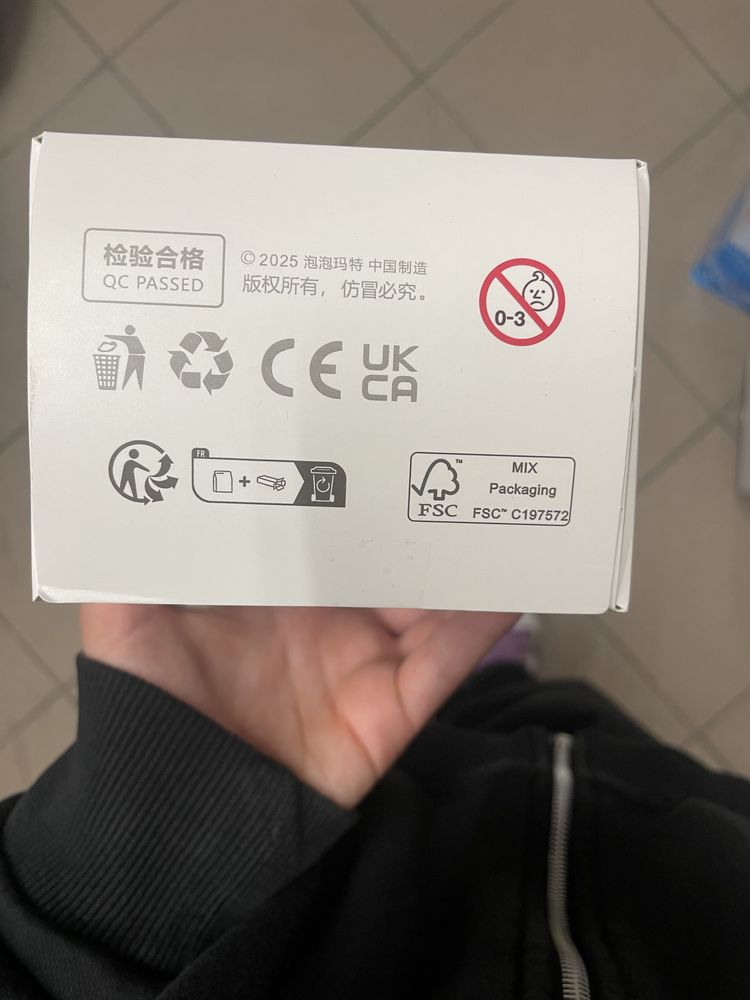 检验合格
QC PASSED
© 2025 泡泡玛特 中国制造
版权所有，仿冒必究。
0-3
CE
UK
CA
FR
+
MIX
Packaging
FSC™ C197572
™
FSC